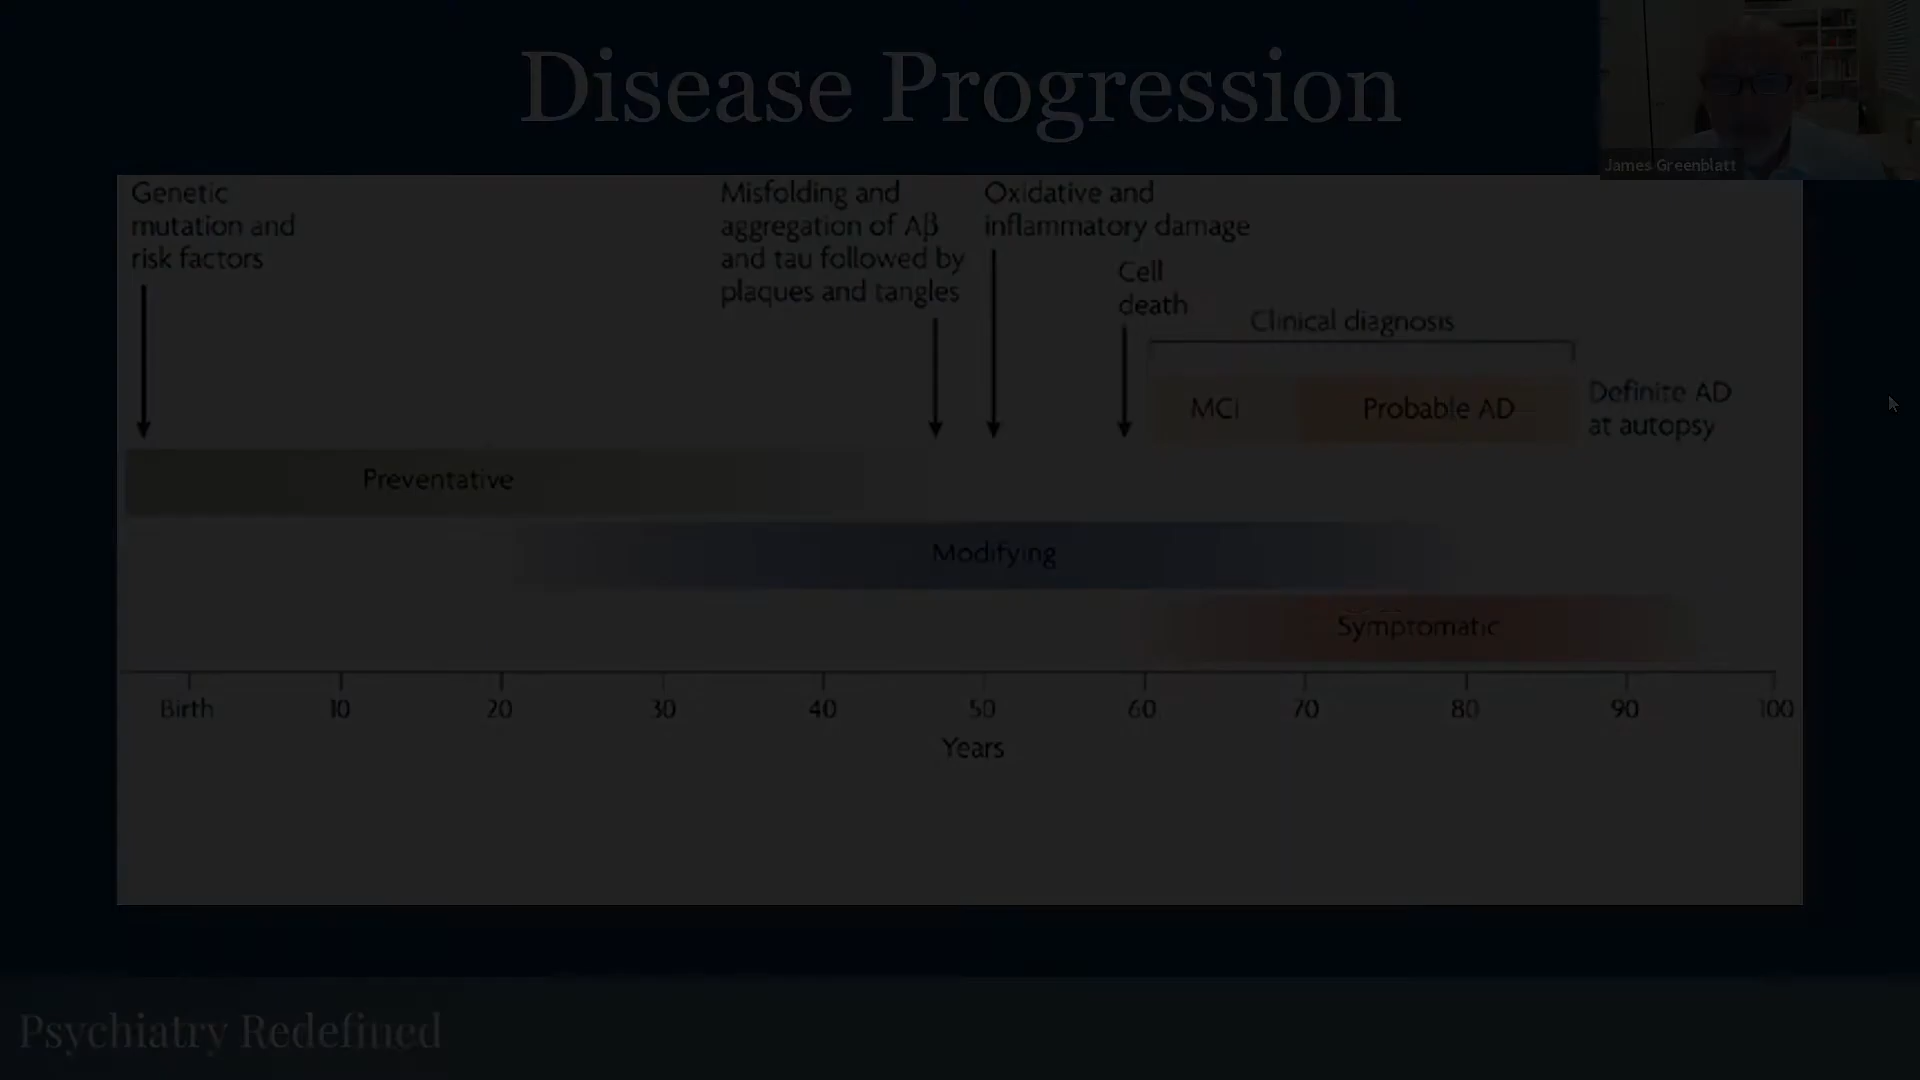 Disease Progression
James Greenblatt
Genetic
mutation and
risk factors
Misfolding and
aggregation of Aβ
and tau followed by
plaques and tangles
Oxidative and
inflammatory damage
Cell
death
Clinical diagnosis
MCI
Probable AD
Definite AD
at autopsy
Preventative
Modifying
Symptomatic
Birth 10 20 30 40 50 60 70 80 90 100
Years
Psychiatry Redefined